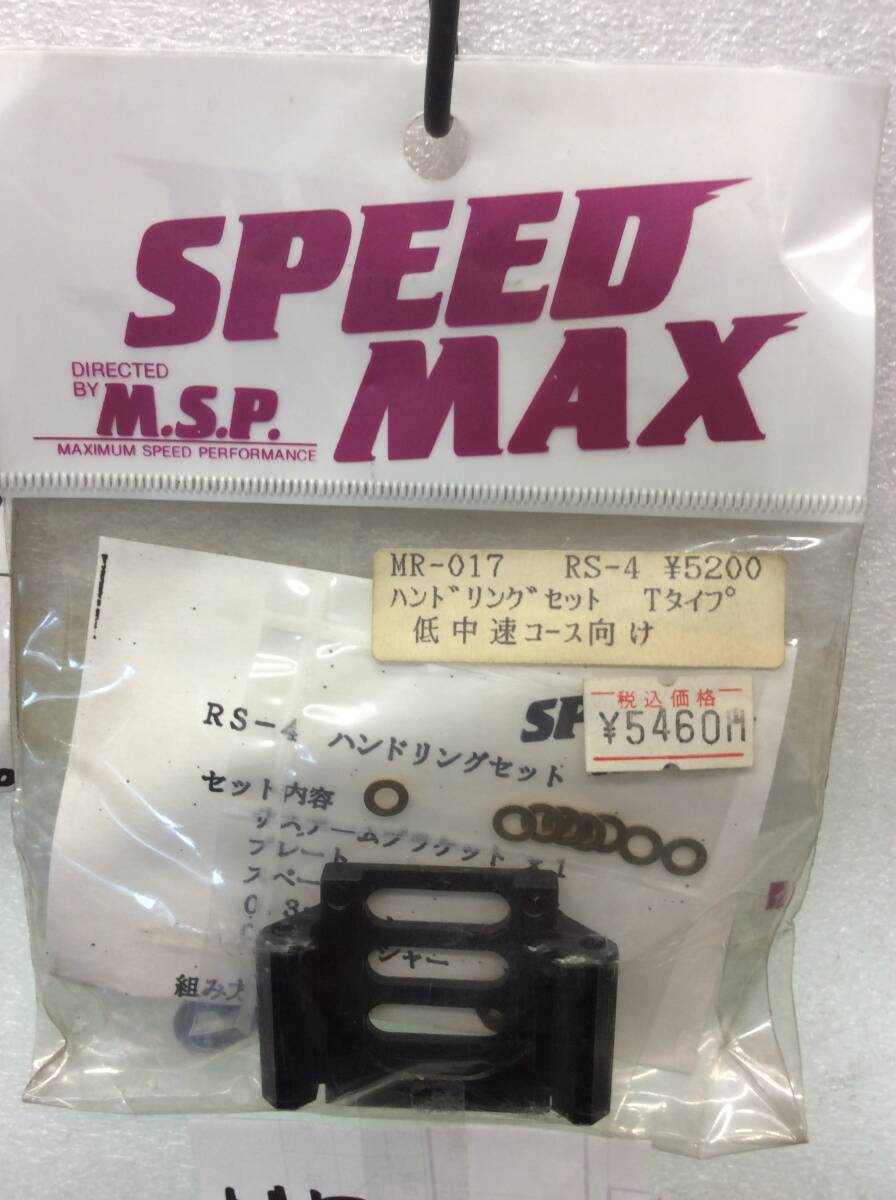 SPEED
MAX
DIRECTED
BY M.S.P.
MAXIMUM SPEED PERFORMANCE
MR-017 RS-4 ¥5200
ﾊﾝﾄﾞﾘﾝｸﾞｾｯﾄ Tﾀｲﾌﾟ
低中速ｺｰｽ向け
税込価格
¥5460円
SP
RS-4 ハンドリングセット
セット内容
プレート
スペー
シャー
組み